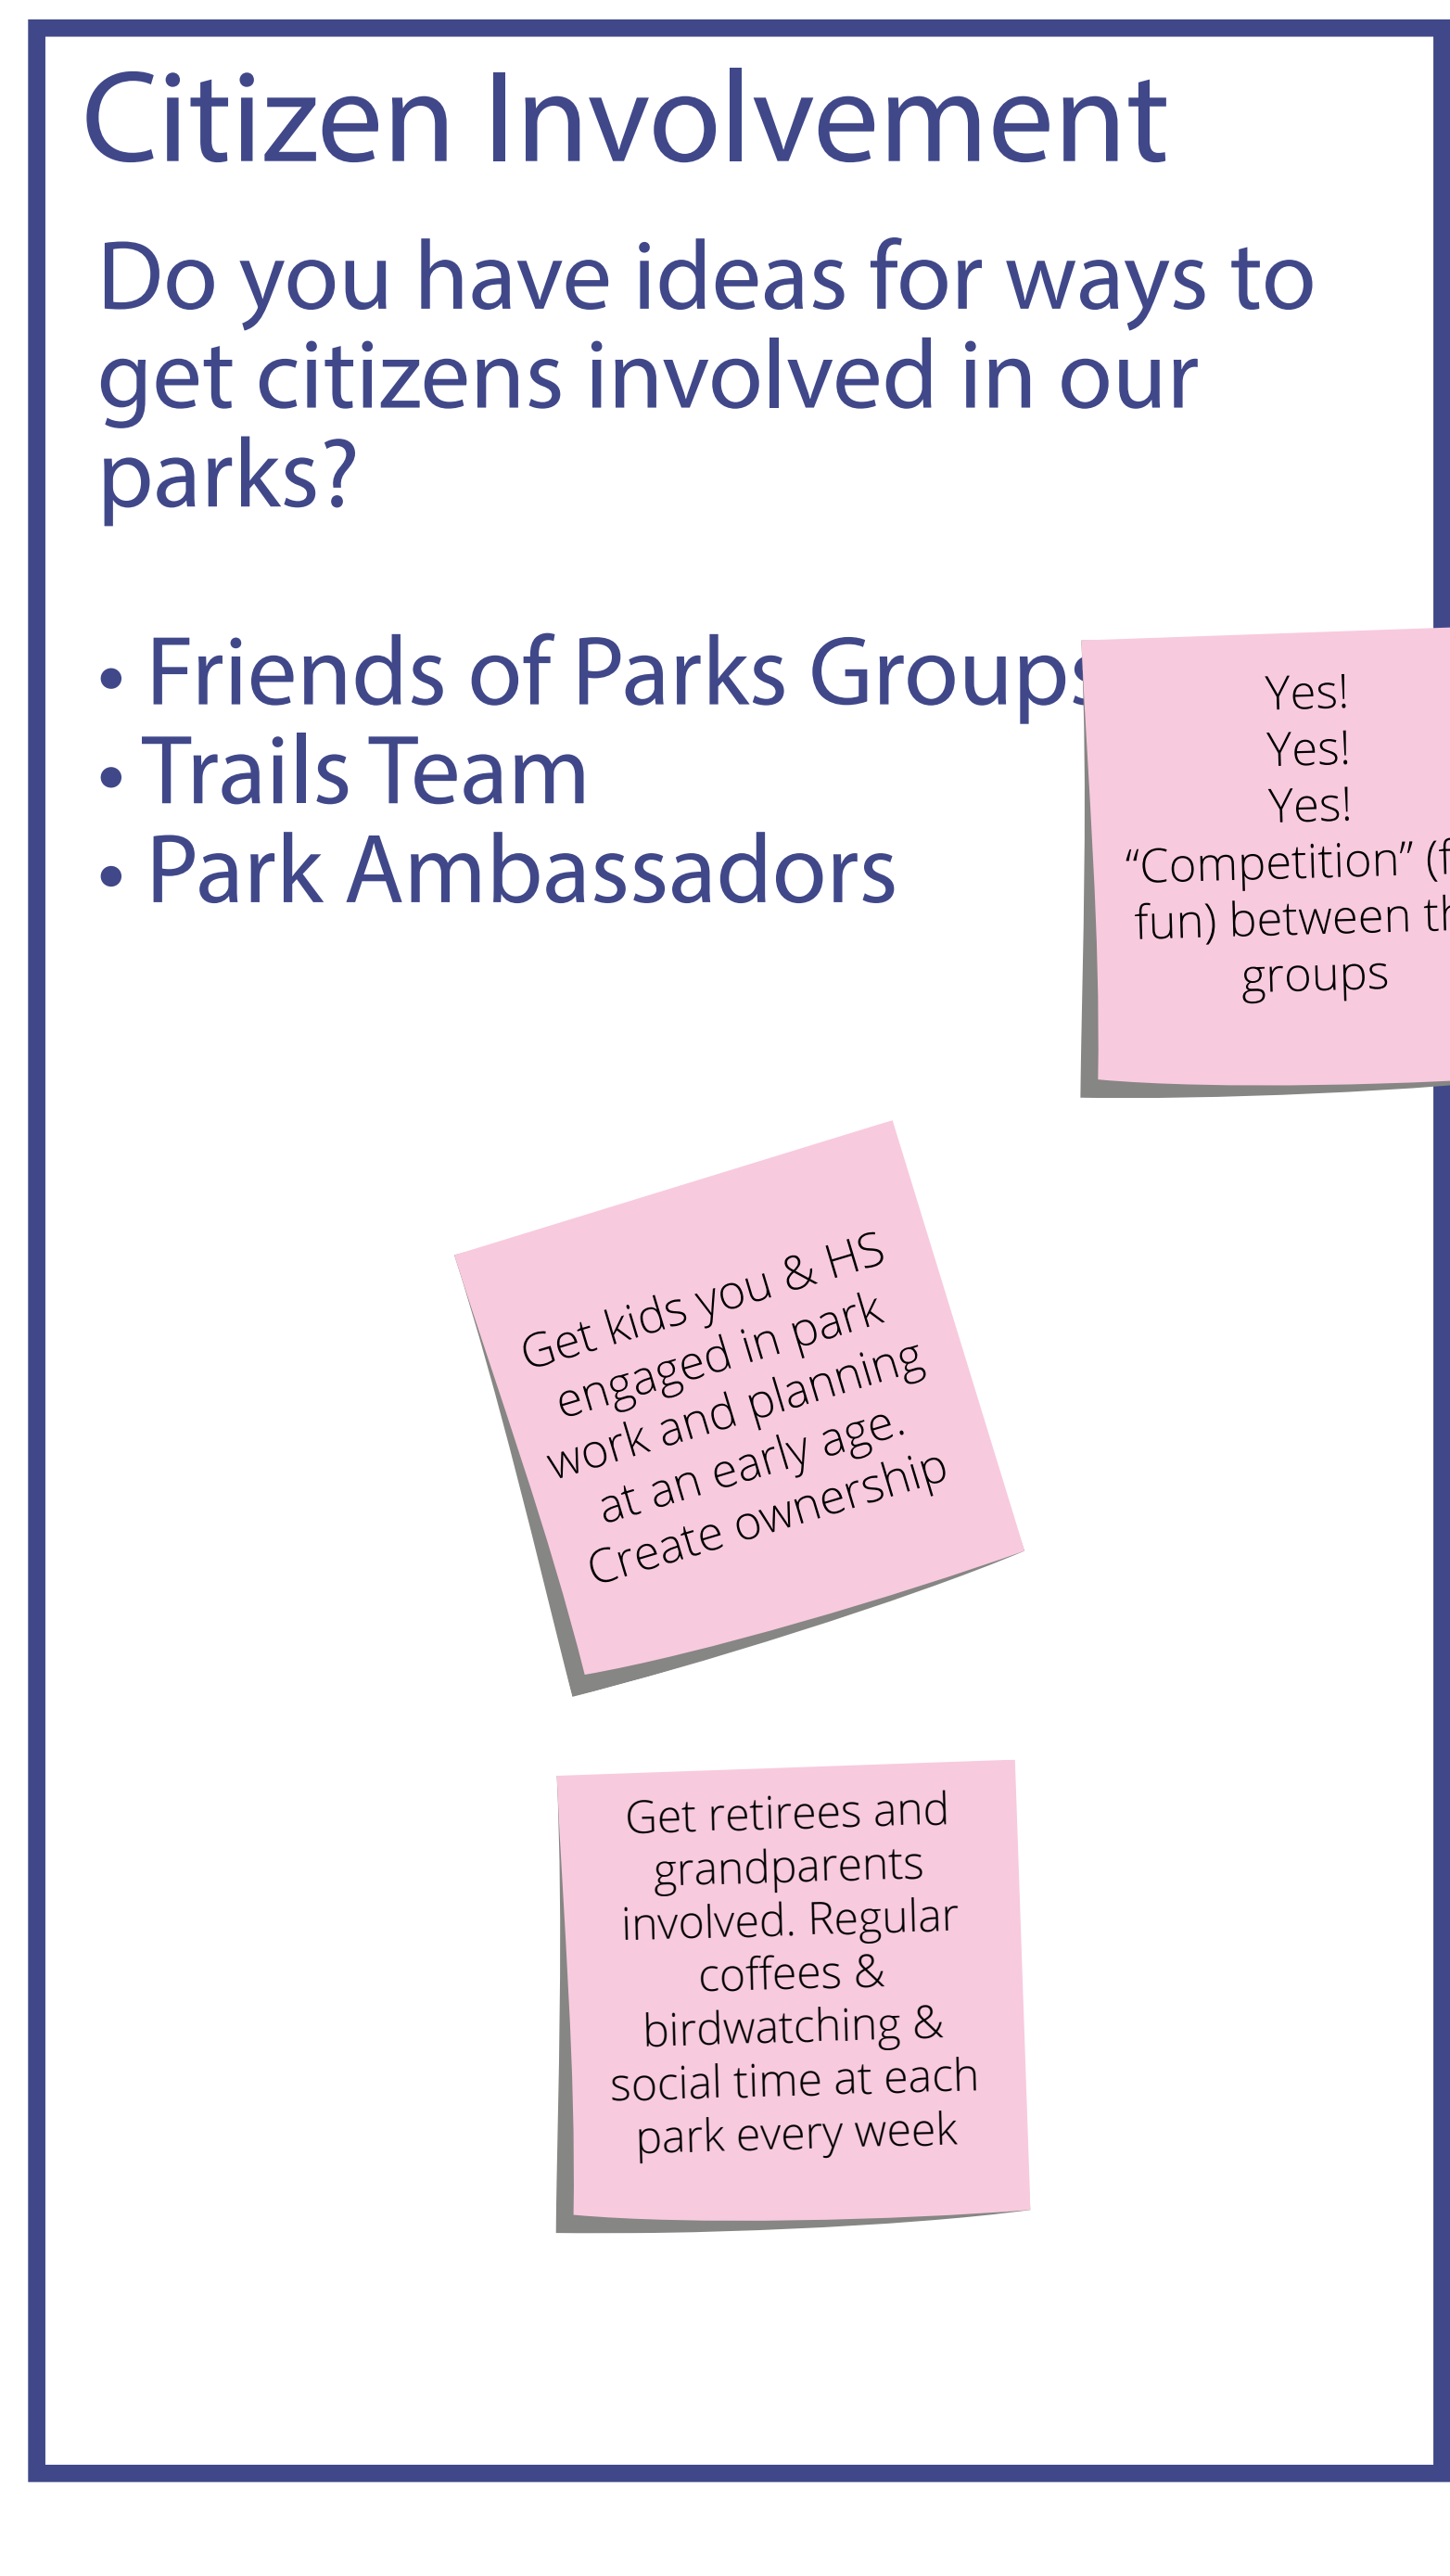 Citizen Involvement
Do you have ideas for ways to
get citizens involved in our
parks?
• Friends of Parks Groups
• Trails Team
• Park Ambassadors
Yes!
Yes!
Yes!
“Competition”
fun) between
groups
Get kids you & HS
engaged in park
work and planning
at an early age.
Create ownership
Get retirees and
grandparents
involved. Regular
coffees &
birdwatching &
social time at each
park every week